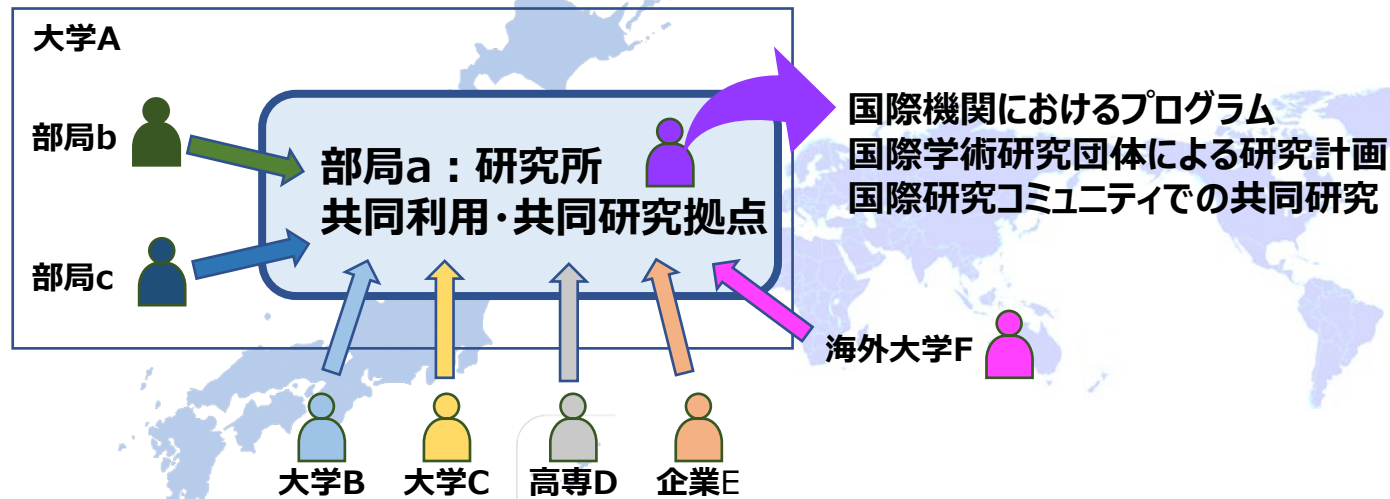 大学A
部局b
部局a：研究所
共同利用・共同研究拠点
部局c
国際機関におけるプログラム
国際学術研究団体による研究計画
国際研究コミュニティでの共同研究
海外大学F
大学B
大学C
高専D
企業E